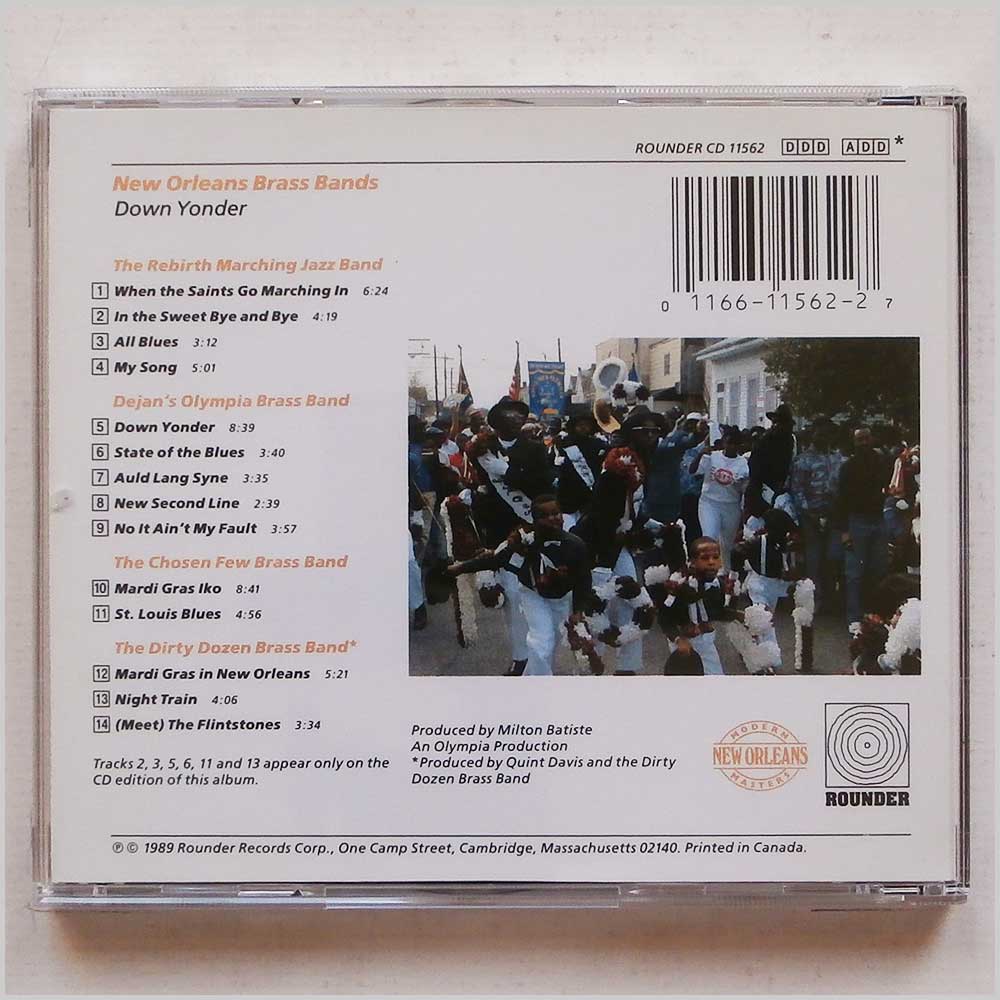 ROUNDER CD 11562 DDD ADD*
New Orleans Brass Bands
Down Yonder
0 1166-11562-2 7
The Rebirth Marching Jazz Band
1 When the Saints Go Marching In 6:24
2 In the Sweet Bye and Bye 4:19
3 All Blues 3:12
4 My Song 5:01
Dejan's Olympia Brass Band
5 Down Yonder 8:39
6 State of the Blues 3:40
7 Auld Lang Syne 3:35
8 New Second Line 2:39
9 No It Ain't My Fault 3:57
The Chosen Few Brass Band
10 Mardi Gras Iko 8:41
11 St. Louis Blues 4:56
The Dirty Dozen Brass Band*
12 Mardi Gras in New Orleans 5:21
13 Night Train 4:06
14 (Meet) The Flintstones 3:34
Tracks 2, 3, 5, 6, 11 and 13 appear only on the
CD edition of this album.
Produced by Milton Batiste
An Olympia Production
*Produced by Quint Davis and the Dirty
Dozen Brass Band
MODERN
NEW ORLEANS
MASTERS
ROUNDER
℗ © 1989 Rounder Records Corp., One Camp Street, Cambridge, Massachusetts 02140. Printed in Canada.